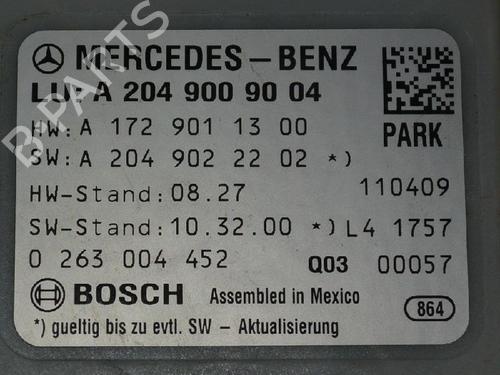 MERCEDES-BENZ
LU: A 204 900 90 04
HW: A 172 901 13 00 PARK
SW: A 204 902 22 02 *)
HW-Stand: 08.27 110409
SW-Stand: 10.32.00 *) L4 1757
0 263 004 452 Q03 00057
BOSCH Assembled in Mexico
*) gueltig bis zu evtl. SW - Aktualisierung 864
B-PARTS